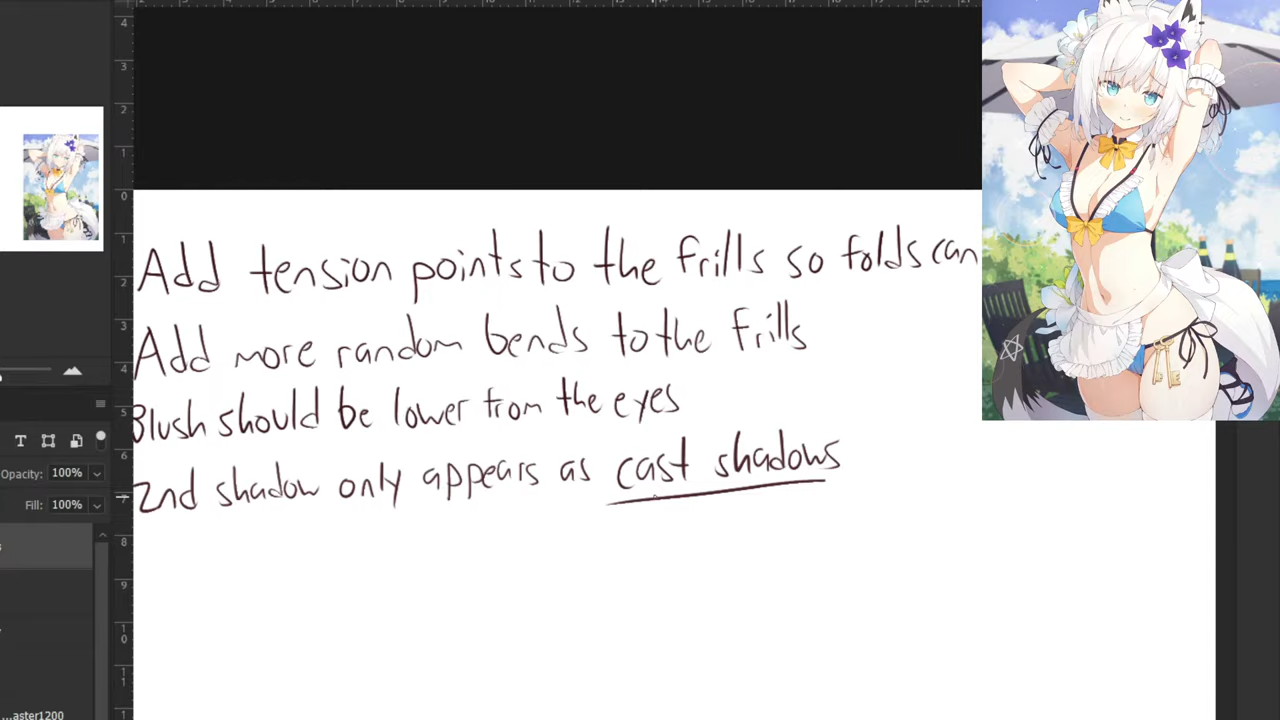 Add tension points to the frills so folds can
Add more random bends to the frills
Blush should be lower from the eyes
2nd shadow only appears as cast shadows
Opacity: 100%
Fill: 100%
...aster1200